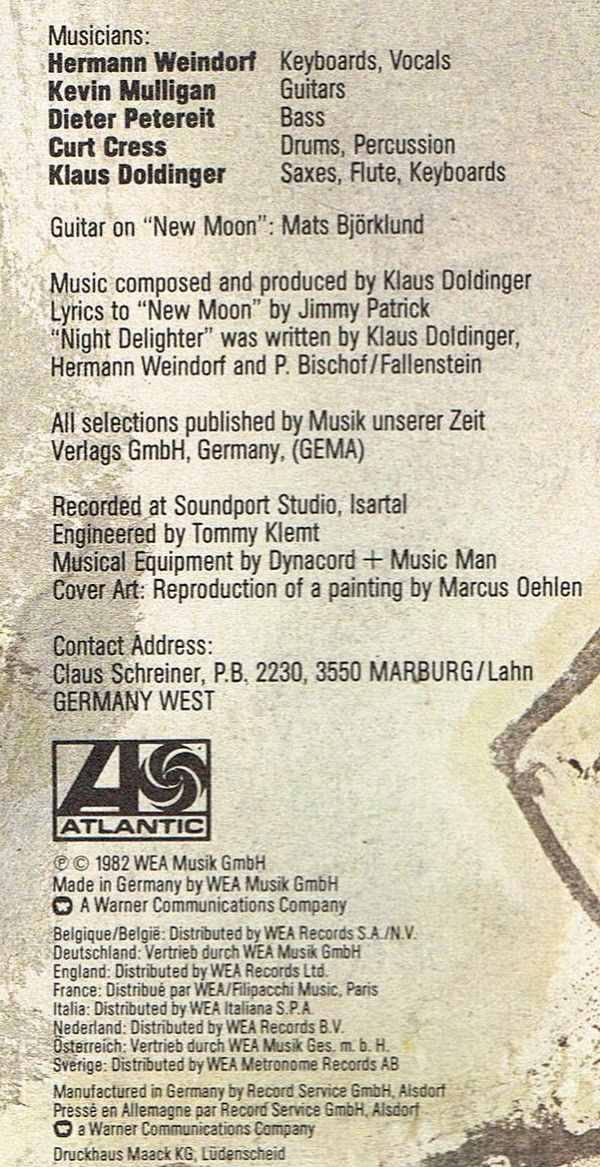 Musicians:
Hermann Weindorf Keyboards, Vocals
Kevin Mulligan Guitars
Dieter Petereit Bass
Curt Cress Drums, Percussion
Klaus Doldinger Saxes, Flute, Keyboards
Guitar on “New Moon”: Mats Björklund
Music composed and produced by Klaus Doldinger
Lyrics to “New Moon” by Jimmy Patrick
“Night Delighter” was written by Klaus Doldinger,
Hermann Weindorf and P. Bischof/Fallenstein
All selections published by Musik unserer Zeit
Verlags GmbH, Germany, (GEMA)
Recorded at Soundport Studio, Isartal
Engineered by Tommy Klemt
Musical Equipment by Dynacord + Music Man
Cover Art: Reproduction of a painting by Marcus Oehlen
Contact Address:
Claus Schreiner, P.B. 2230, 3550 MARBURG/Lahn
GERMANY WEST
ATLANTIC
℗ © 1982 WEA Musik GmbH
Made in Germany by WEA Musik GmbH
A Warner Communications Company
Belgique/België: Distributed by WEA Records S.A./N.V.
Deutschland: Vertrieb durch WEA Musik GmbH
England: Distributed by WEA Records Ltd.
France: Distribué par WEA/Filipacchi Music, Paris
Italia: Distributed by WEA Italiana S.P.A.
Nederland: Distributed by WEA Records B.V.
Österreich: Vertrieb durch WEA Musik Ges. m. b. H.
Sverige: Distributed by WEA Metronome Records AB
Manufactured in Germany by Record Service GmbH, Alsdorf
Pressé en Allemagne par Record Service GmbH, Alsdorf
a Warner Communications Company
Druckhaus Maack KG, Lüdenscheid